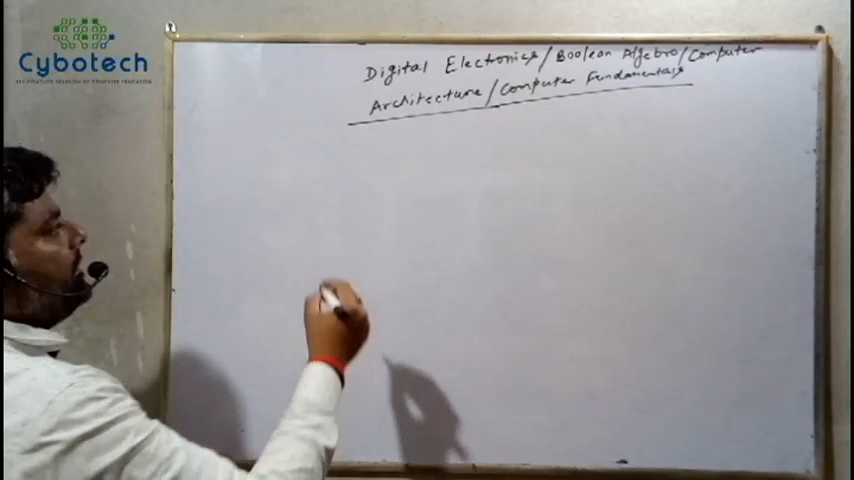 Cybotech
Digital Electronics/Boolean Algebra/Computer
Architecture/Computer Fundamentals